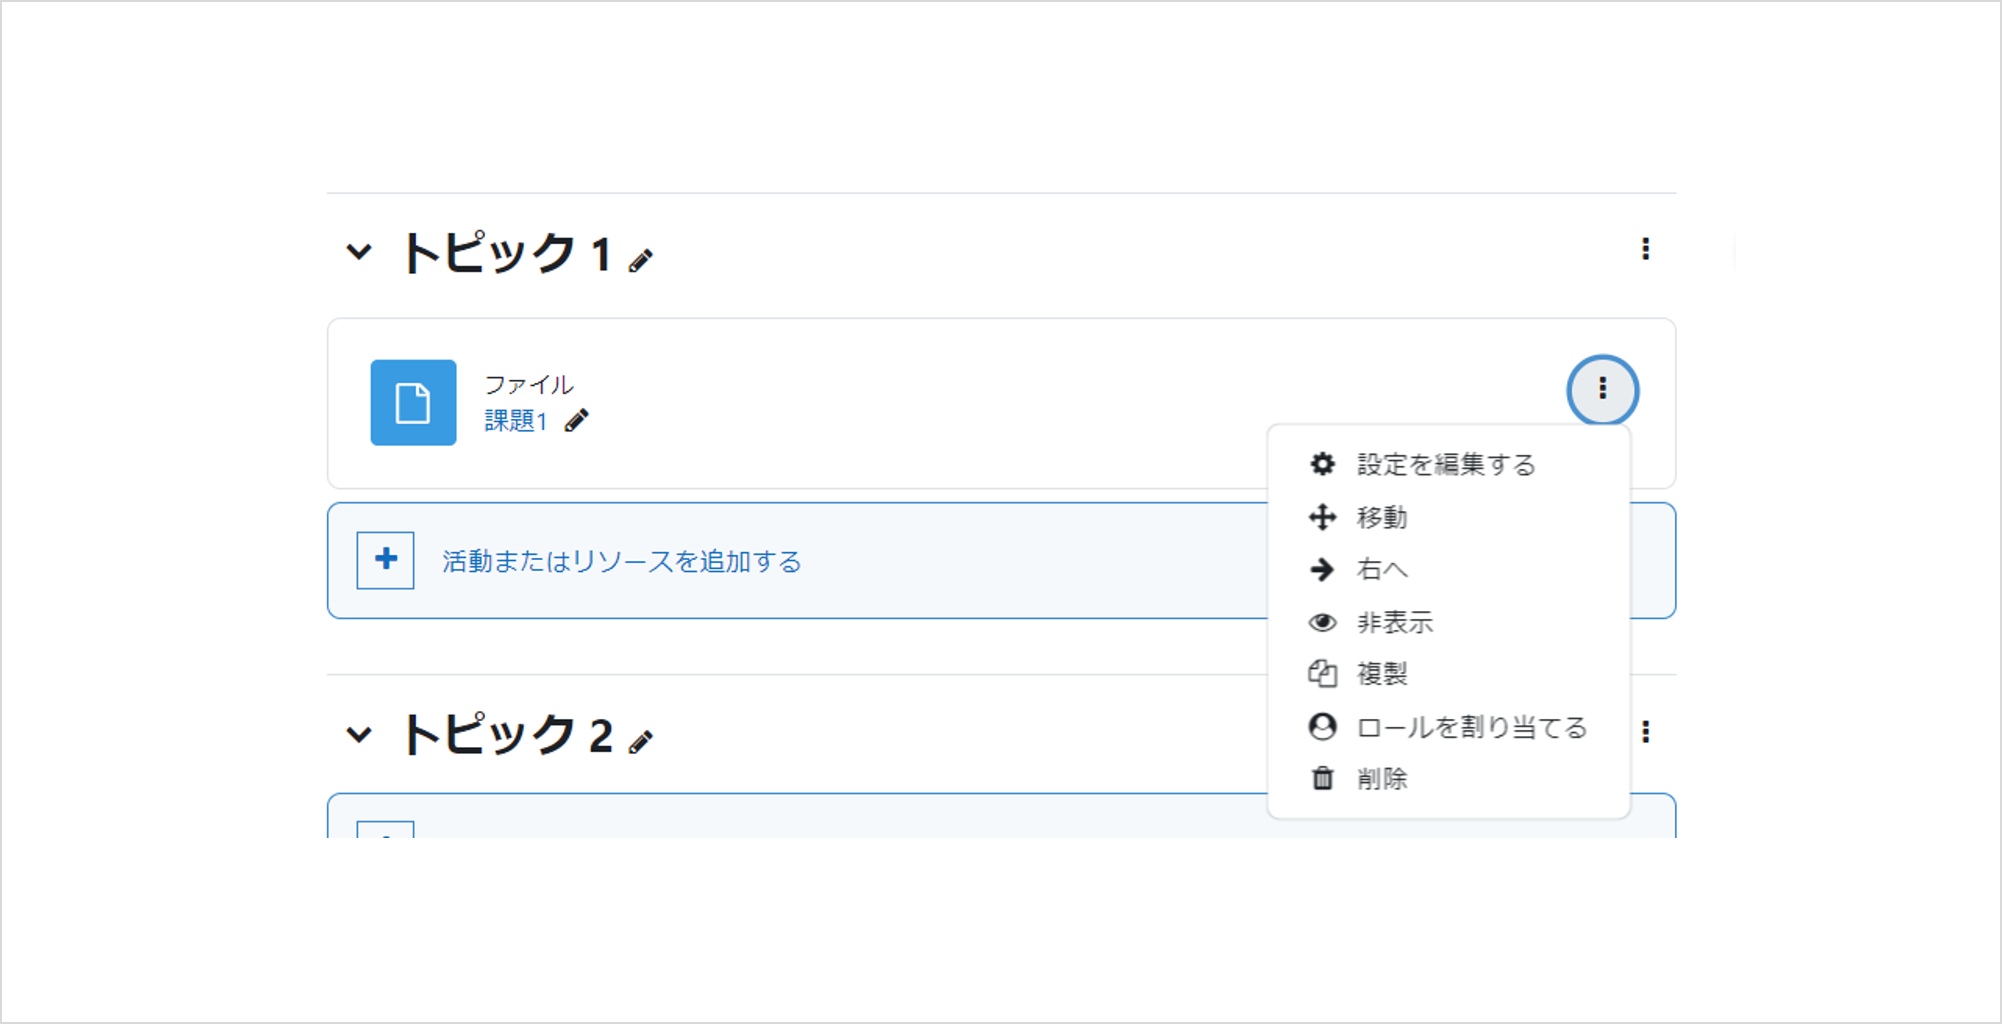 トピック 1
ファイル
課題1
設定を編集する
移動
右へ
活動またはリソースを追加する
非表示
複製
ロールを割り当てる
削除
トピック 2